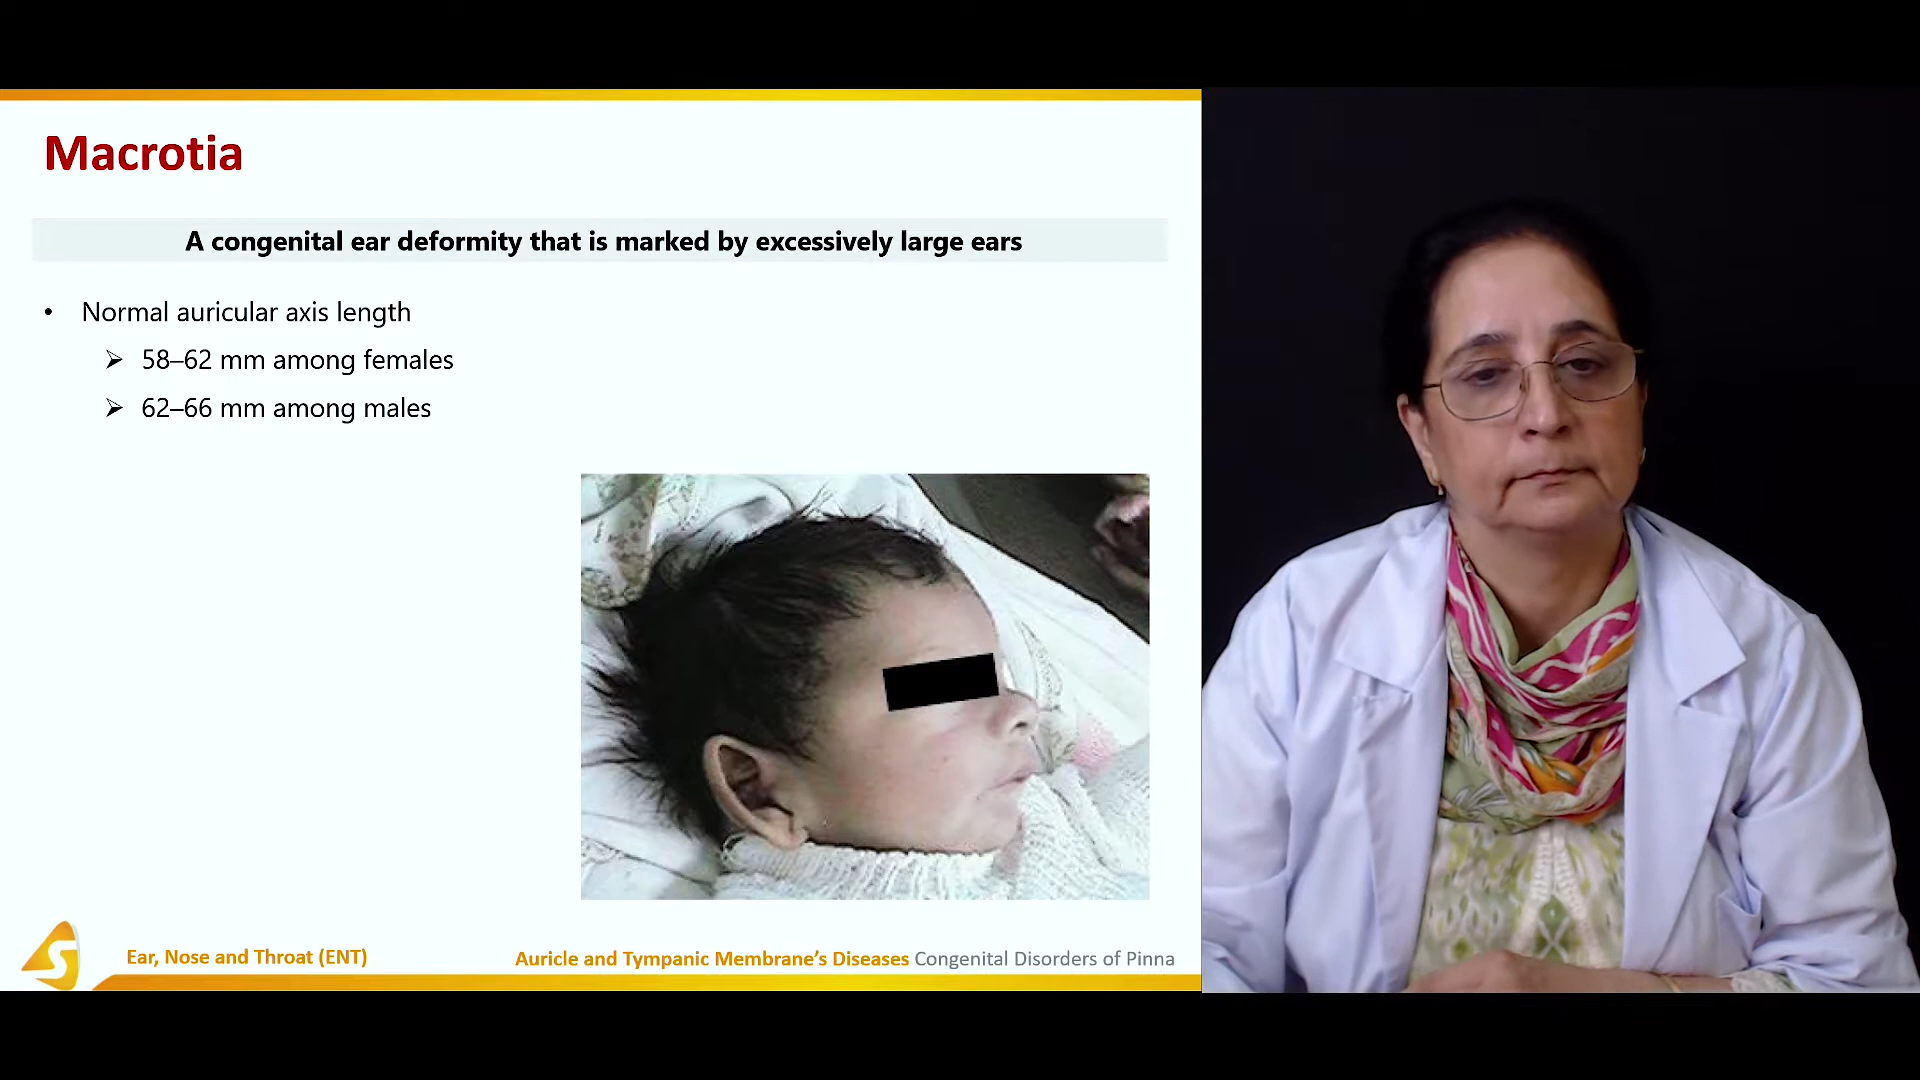 Macrotia
A congenital ear deformity that is marked by excessively large ears
• Normal auricular axis length
➢ 58–62 mm among females
➢ 62–66 mm among males
S
Ear, Nose and Throat (ENT)
Auricle and Tympanic Membrane's Diseases Congenital Disorders of Pinna